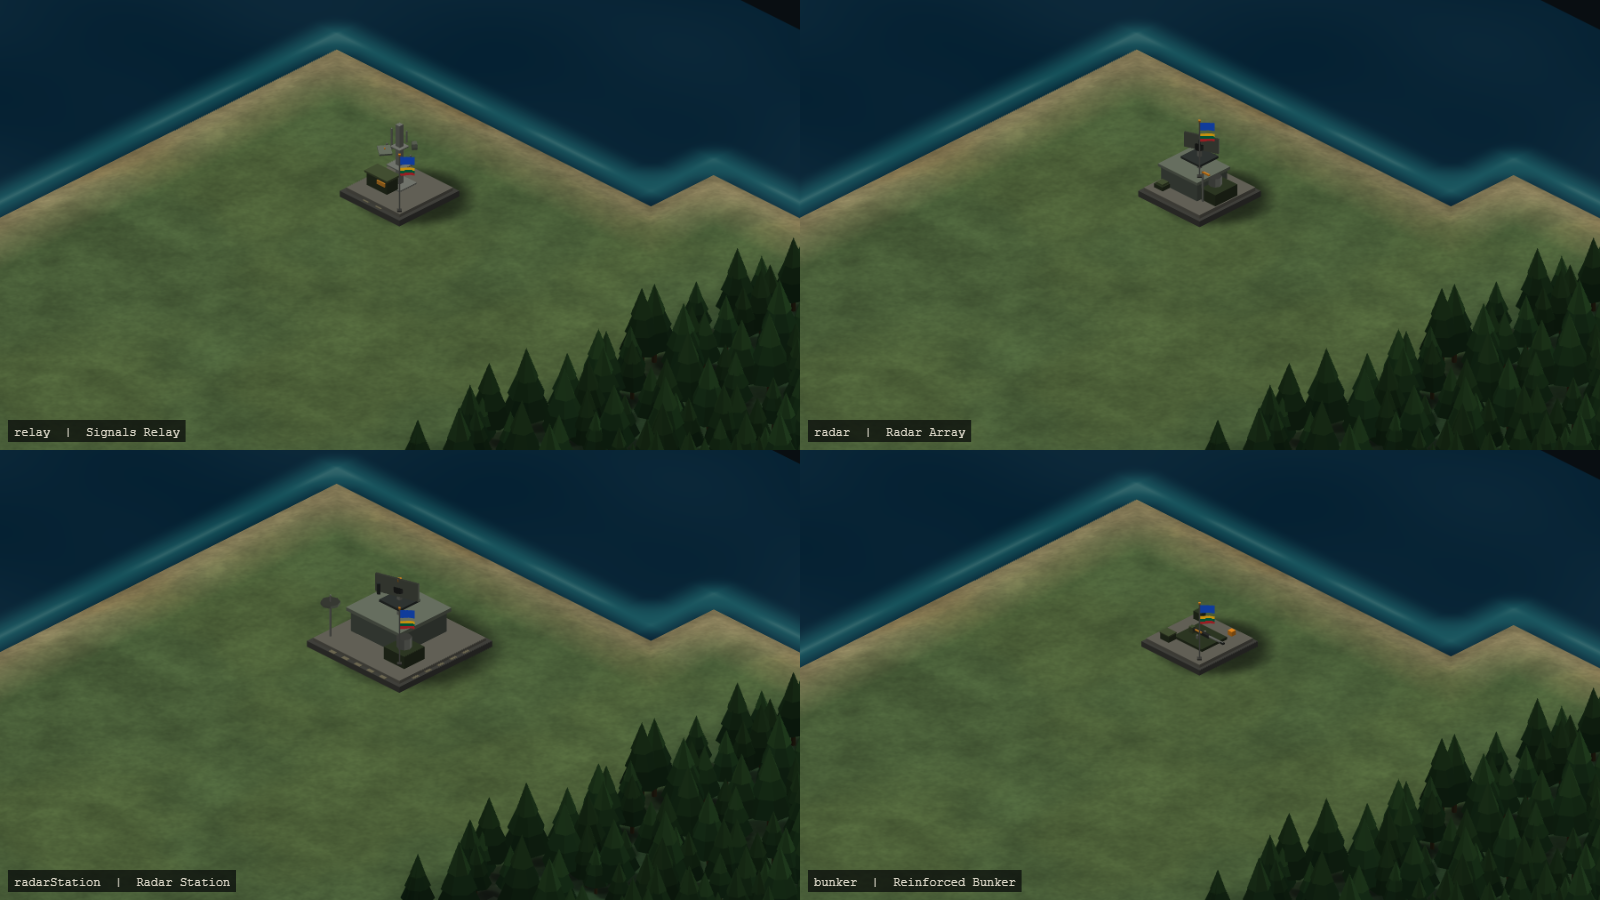 relay | Signals Relay
radar | Radar Array
radarStation | Radar Station
bunker | Reinforced Bunker